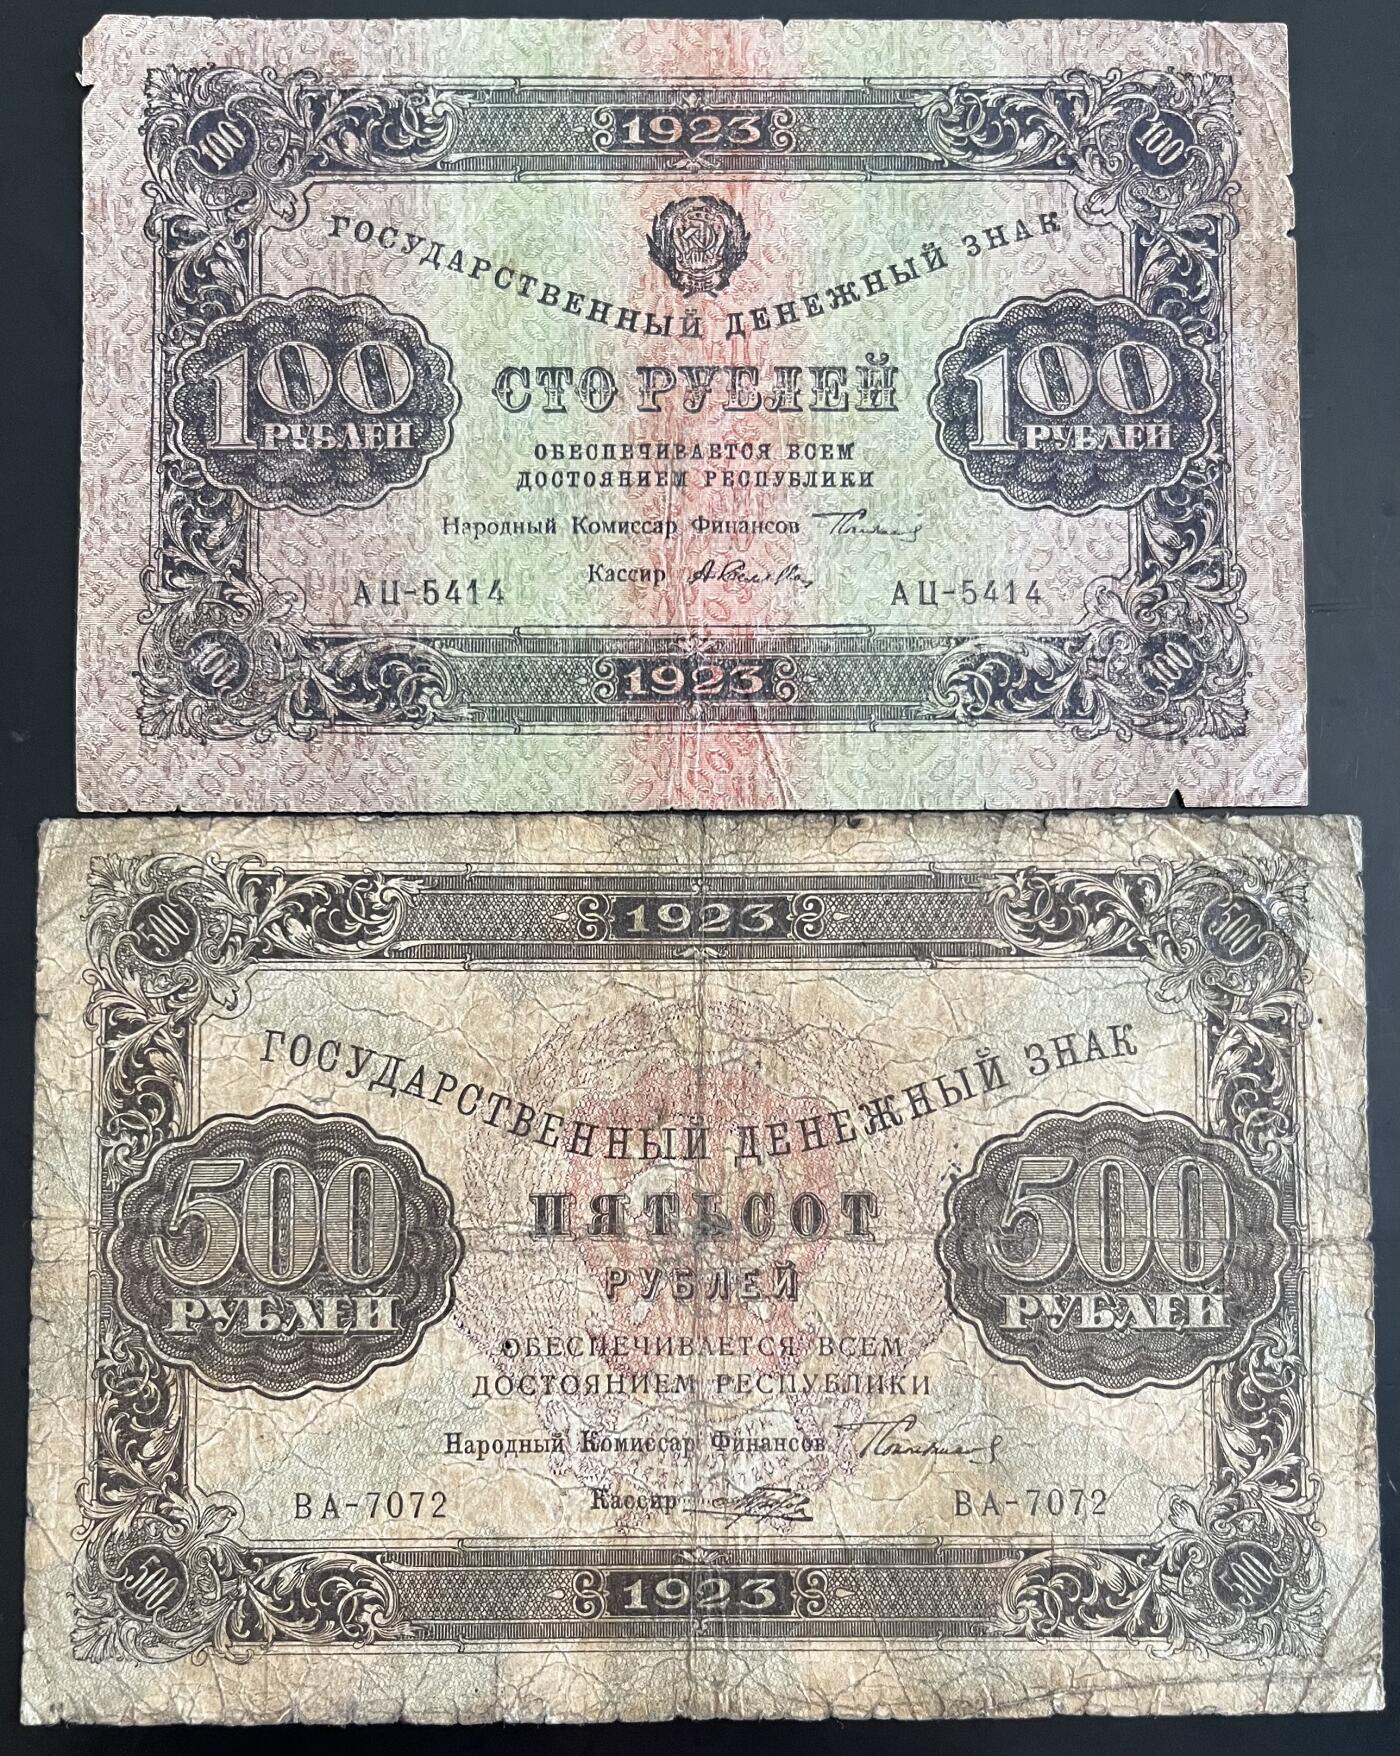 100 1923 100
ГОСУДАРСТВЕННЫЙ ДЕНЕЖНЫЙ ЗНАК
100 РУБЛЕЙ
СТО РУБЛЕЙ
100 РУБЛЕЙ
ОБЕСПЕЧИВАЕТСЯ ВСЕМ
ДОСТОЯНИЕМ РЕСПУБЛИКИ
Народный Комиссар Финансов
Кассир
АЦ-5414 АЦ-5414
100 1923 100
500 1923 500
ГОСУДАРСТВЕННЫЙ ДЕНЕЖНЫЙ ЗНАК
500 РУБЛЕЙ
ПЯТЬСОТ
РУБЛЕЙ
500 РУБЛЕЙ
ОБЕСПЕЧИВАЕТСЯ ВСЕМ
ДОСТОЯНИЕМ РЕСПУБЛИКИ
Народный Комиссар Финансов
Кассир
ВА-7072 ВА-7072
500 1923 500